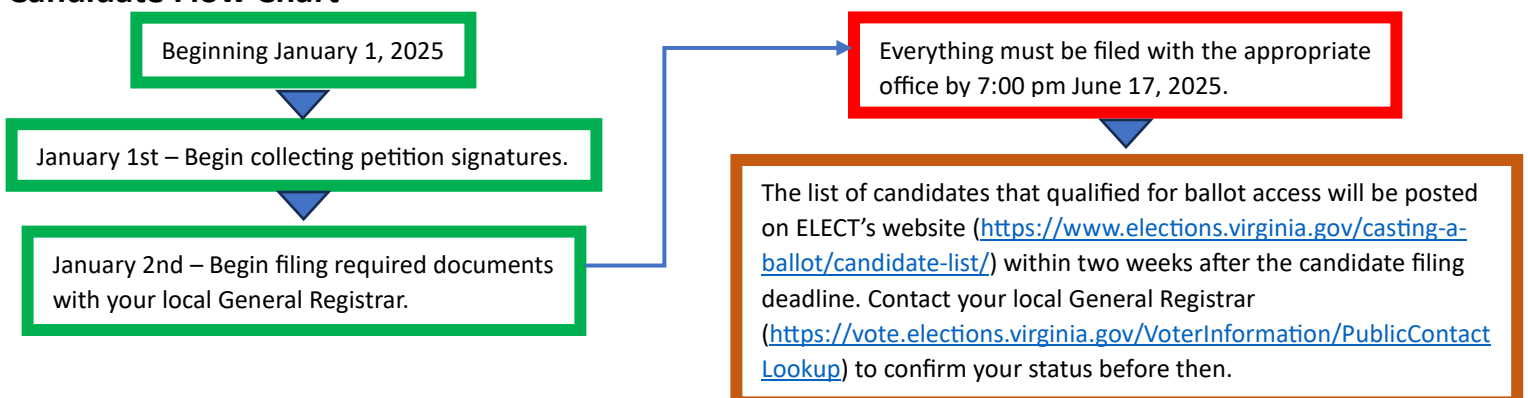 Candidate Flow Chart
Beginning January 1, 2025
January 1st – Begin collecting petition signatures.
January 2nd – Begin filing required documents
with your local General Registrar.
Everything must be filed with the appropriate
office by 7:00 pm June 17, 2025.
The list of candidates that qualified for ballot access will be posted
on ELECT’s website (https://www.elections.virginia.gov/casting-a-
ballot/candidate-list/) within two weeks after the candidate filing
deadline. Contact your local General Registrar
(https://vote.elections.virginia.gov/VoterInformation/PublicContact
Lookup) to confirm your status before then.